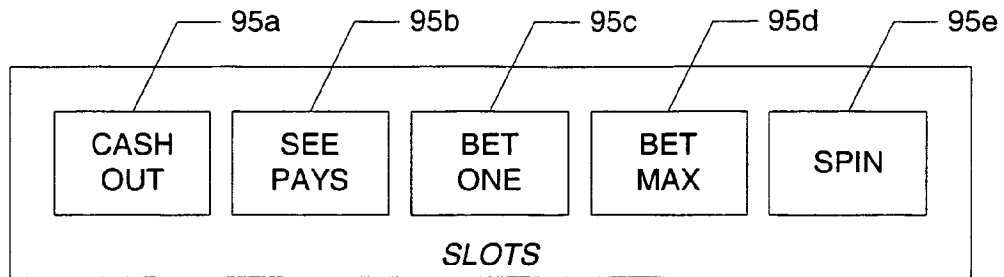 95a 95b 95c 95d 95e
CASH OUT
SEE PAYS
BET ONE
BET MAX
SPIN
SLOTS